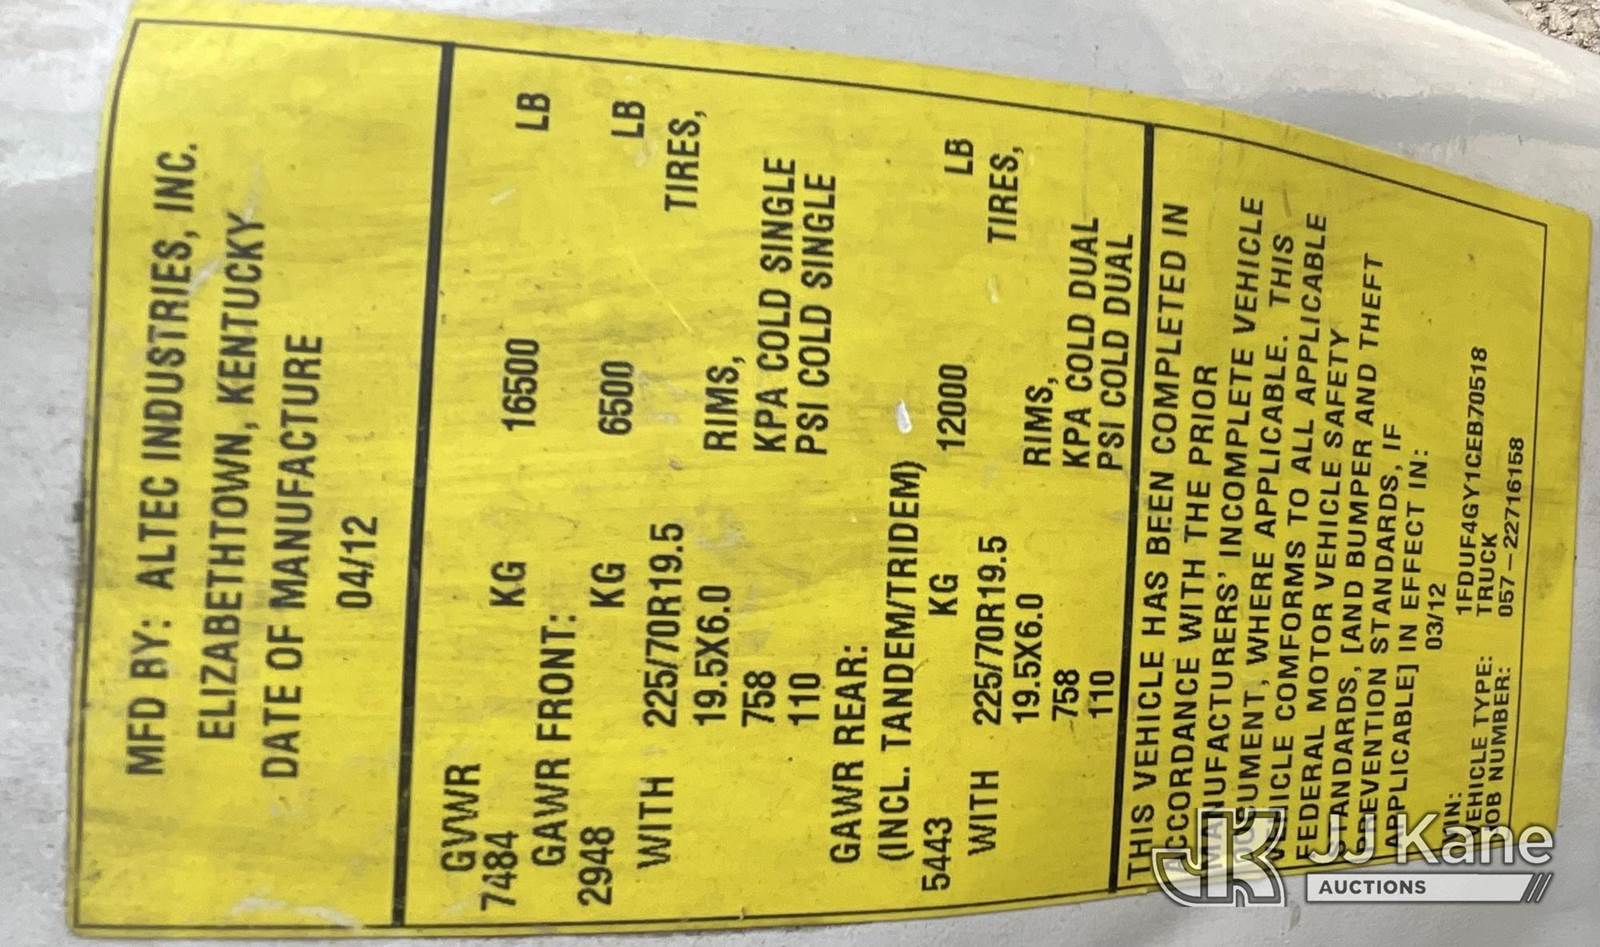 MFD BY: ALTEC INDUSTRIES, INC.
ELIZABETHTOWN, KENTUCKY
DATE OF MANUFACTURE
04/12
GVWR
7484 KG 16500 LB
GAWR FRONT:
2948 KG 6500 LB
WITH 225/70R19.5 TIRES,
19.5X6.0 RIMS,
758 KPA COLD SINGLE
110 PSI COLD SINGLE
GAWR REAR:
(INCL. TANDEM/TRIDEM)
5443 KG 12000 LB
WITH 225/70R19.5 TIRES,
19.5X6.0 RIMS,
758 KPA COLD DUAL
110 PSI COLD DUAL
THIS VEHICLE HAS BEEN COMPLETED IN
ACCORDANCE WITH THE PRIOR
MANUFACTURERS' INCOMPLETE VEHICLE
DOCUMENT, WHERE APPLICABLE. THIS
VEHICLE COMFORMS TO ALL APPLICABLE
FEDERAL MOTOR VEHICLE SAFETY
STANDARDS, [AND BUMPER AND THEFT
PREVENTION STANDARDS, IF
APPLICABLE] IN EFFECT IN:
03/12
VIN: 1FDUF4GY1CEB70518
VEHICLE TYPE: TRUCK
JOB NUMBER: 057-22716158
JK
JJ Kane
AUCTIONS